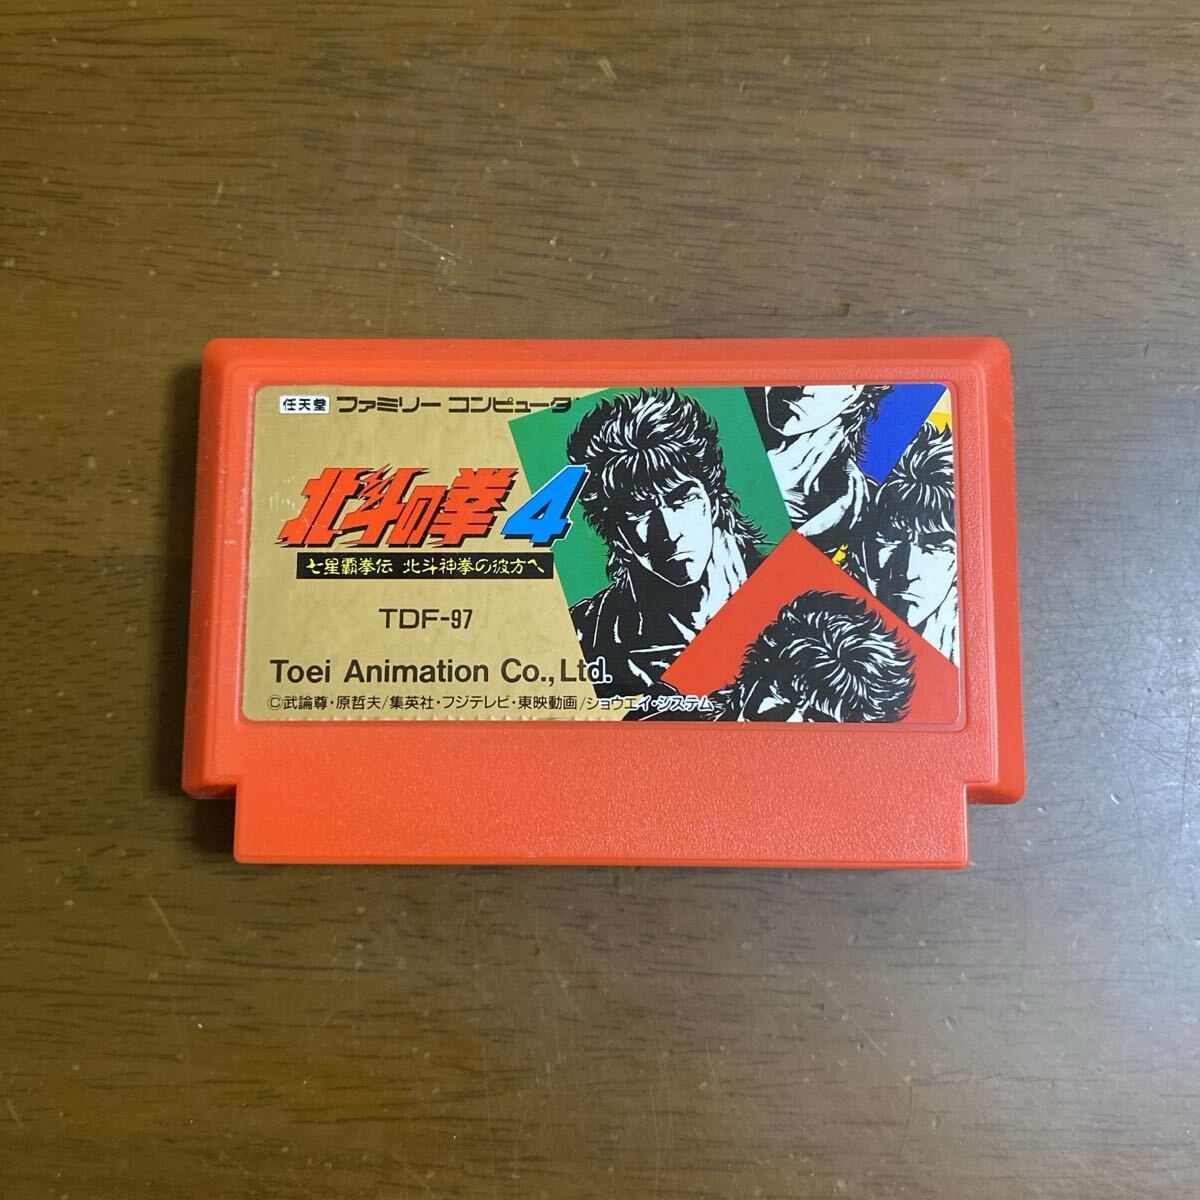 任天堂 ファミリーコンピュータ
北斗の拳4
七星覇拳伝 北斗神拳の彼方へ
TDF-97
Toei Animation Co., Ltd.
©武論尊・原哲夫/集英社・フジテレビ・東映動画/ショウエイ・システム